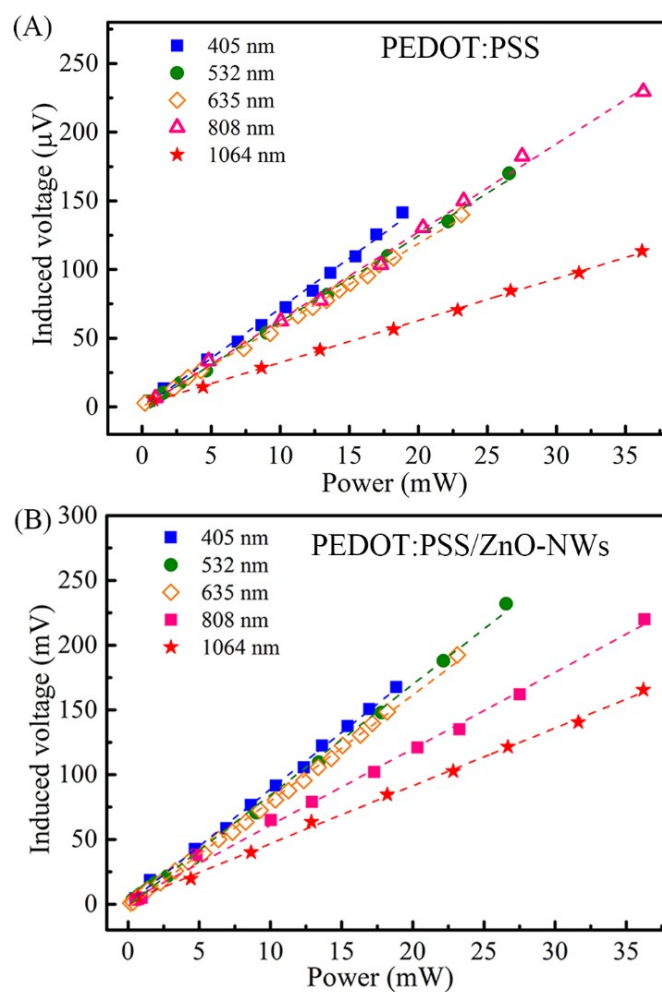 (A)
PEDOT:PSS
405 nm
532 nm
635 nm
808 nm
1064 nm
250
200
150
100
50
0
Induced voltage (μV)
0 5 10 15 20 25 30 35
Power (mW)
(B)
PEDOT:PSS/ZnO-NWs
405 nm
532 nm
635 nm
808 nm
1064 nm
300
250
200
150
100
50
0
Induced voltage (mV)
0 5 10 15 20 25 30 35
Power (mW)